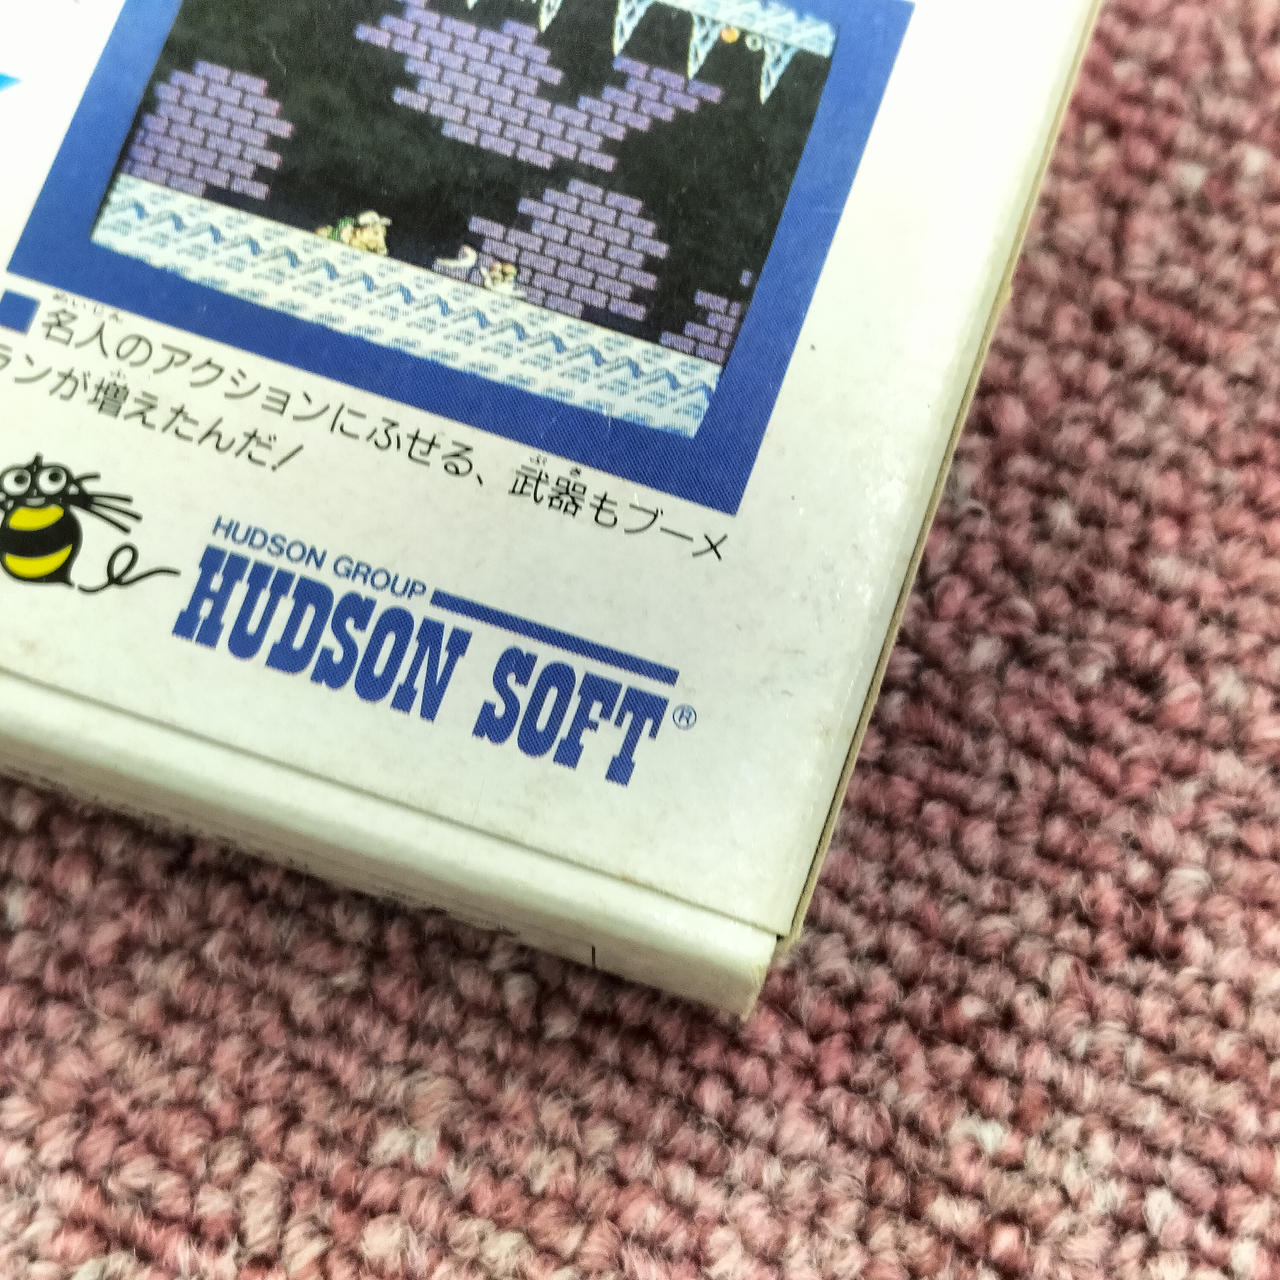 ■名人のアクションにふせる、武器もブーメ
ランが増えたんだ!
HUDSON GROUP
HUDSON SOFT®